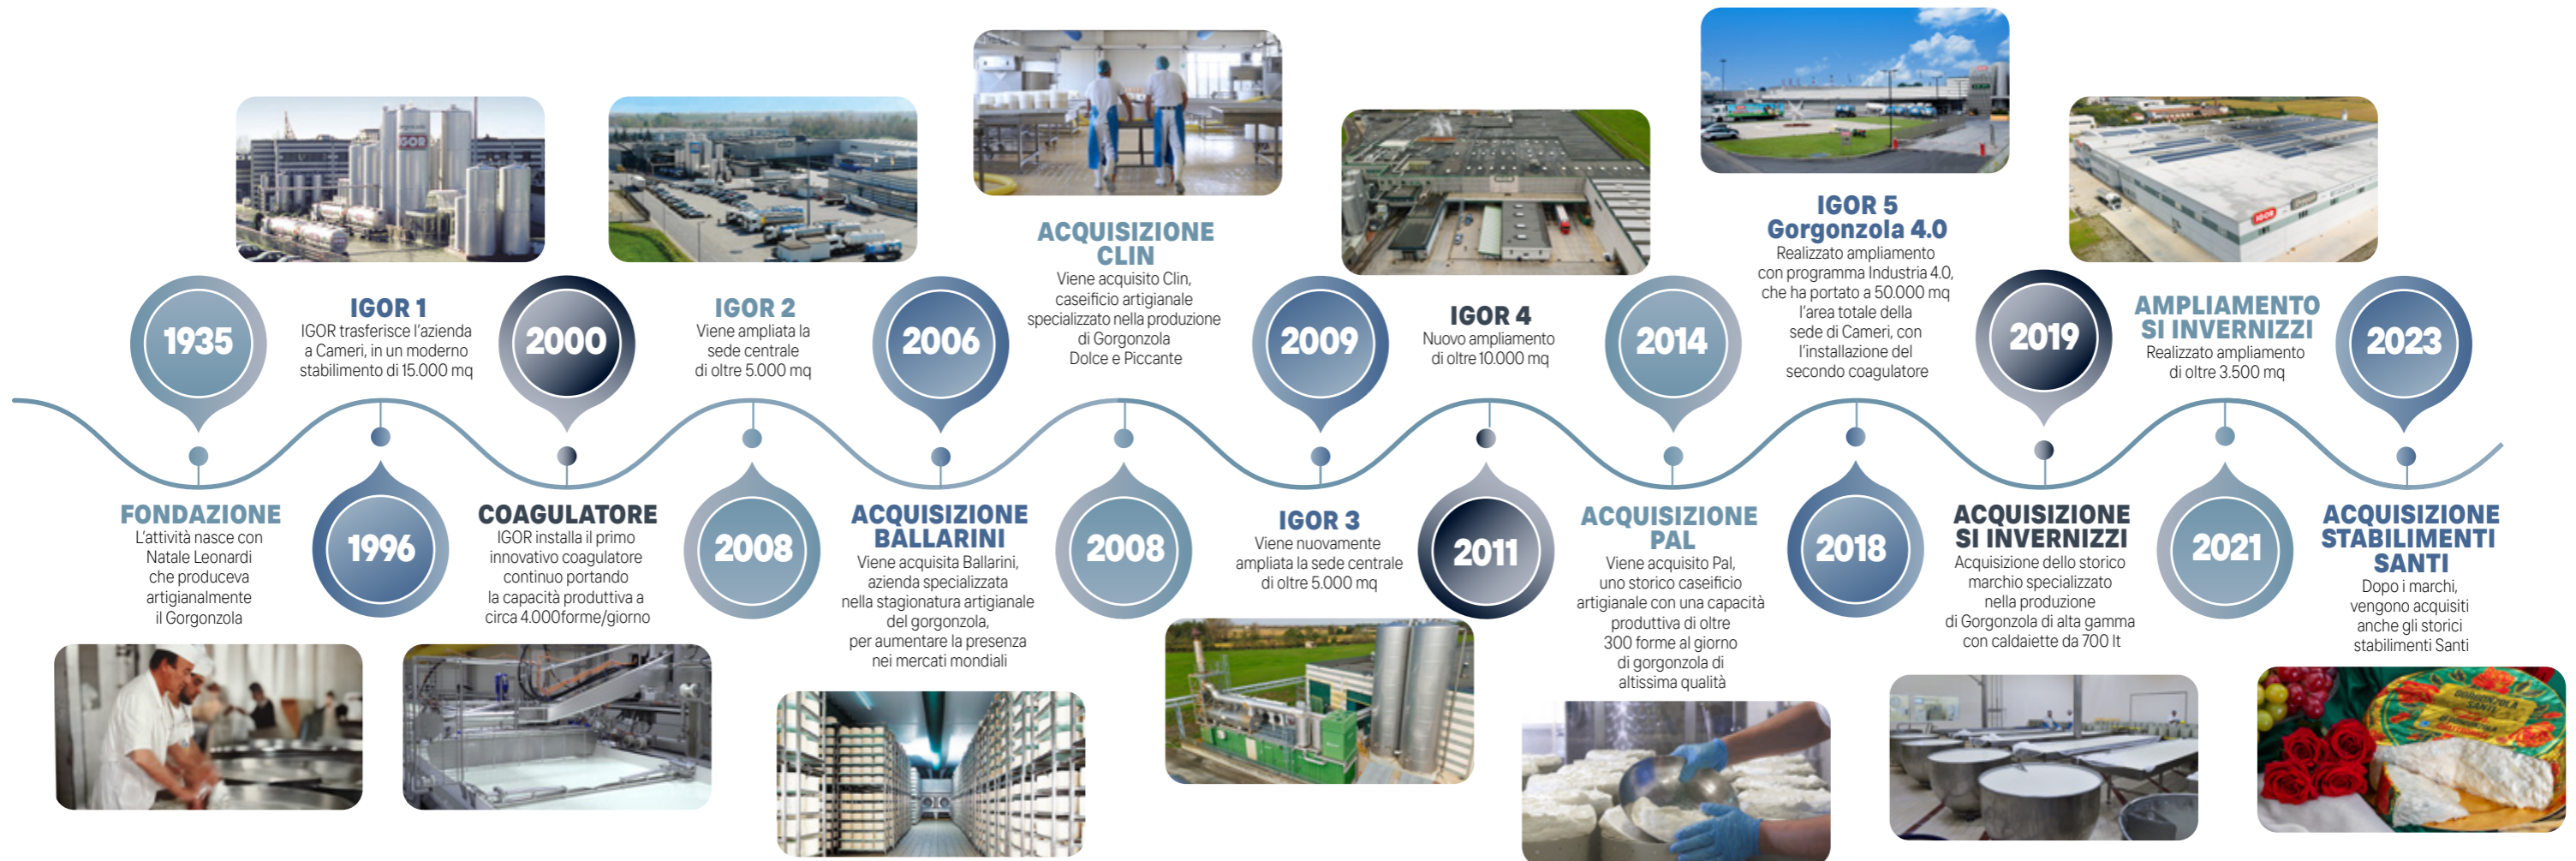 1935
FONDAZIONE
L'attività nasce con
Natale Leonardi
che produceva
artigianalmente
il Gorgonzola
IGOR
IGOR 1
IGOR trasferisce l'azienda
a Cameri, in un moderno
stabilimento di 15.000 mq
1996
2000
COAGULATORE
IGOR installa il primo
innovativo coagulatore
continuo portando
la capacità produttiva a
circa 4.000forme/giorno
IGOR 2
Viene ampliata la
sede centrale
di oltre 5.000 mq
2008
2006
ACQUISIZIONE
BALLARINI
Viene acquisita Ballarini,
azienda specializzata
nella stagionatura artigianale
del gorgonzola,
per aumentare la presenza
nei mercati mondiali
ACQUISIZIONE
CLIN
Viene acquisito Clin,
caseificio artigianale
specializzato nella produzione
di Gorgonzola
Dolce e Piccante
2008
2009
IGOR 3
Viene nuovamente
ampliata la sede centrale
di oltre 5.000 mq
IGOR 4
Nuovo ampliamento
di oltre 10.000 mq
2011
2014
ACQUISIZIONE
PAL
Viene acquisito Pal,
uno storico caseificio
artigianale con una capacità
produttiva di oltre
300 forme al giorno
di gorgonzola di
altissima qualità
IGOR 5
Gorgonzola 4.0
Realizzato ampliamento
con programma Industria 4.0,
che ha portato a 50.000 mq
l'area totale della
sede di Cameri, con
l'installazione del
secondo coagulatore
2018
2019
ACQUISIZIONE
SI INVERNIZZI
Acquisizione dello storico
marchio specializzato
nella produzione
di Gorgonzola di alta gamma
con caldaiette da 700 lt
IGOR
AMPLIAMENTO
SI INVERNIZZI
Realizzato ampliamento
di oltre 3.500 mq
2021
2023
ACQUISIZIONE
STABILIMENTI
SANTI
Dopo i marchi,
vengono acquisiti
anche gli storici
stabilimenti Santi
GORGONZOLA
SANTI